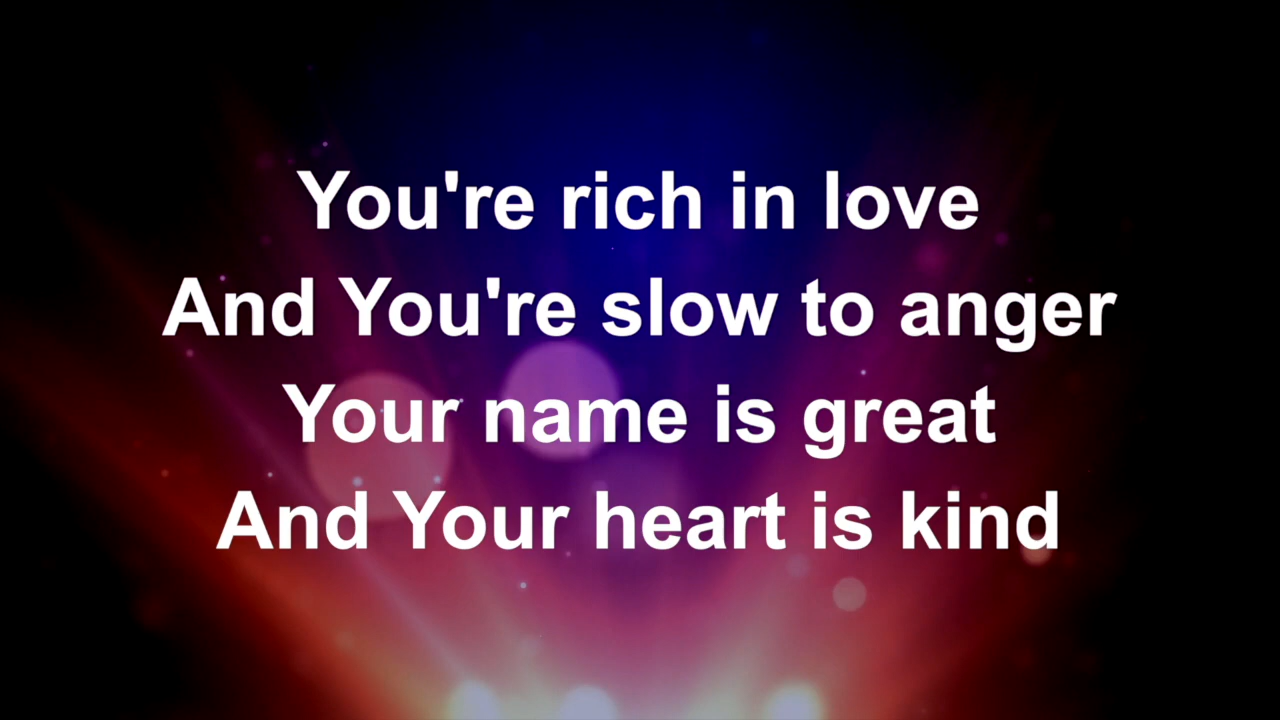 You're rich in love
And You're slow to anger
Your name is great
And Your heart is kind